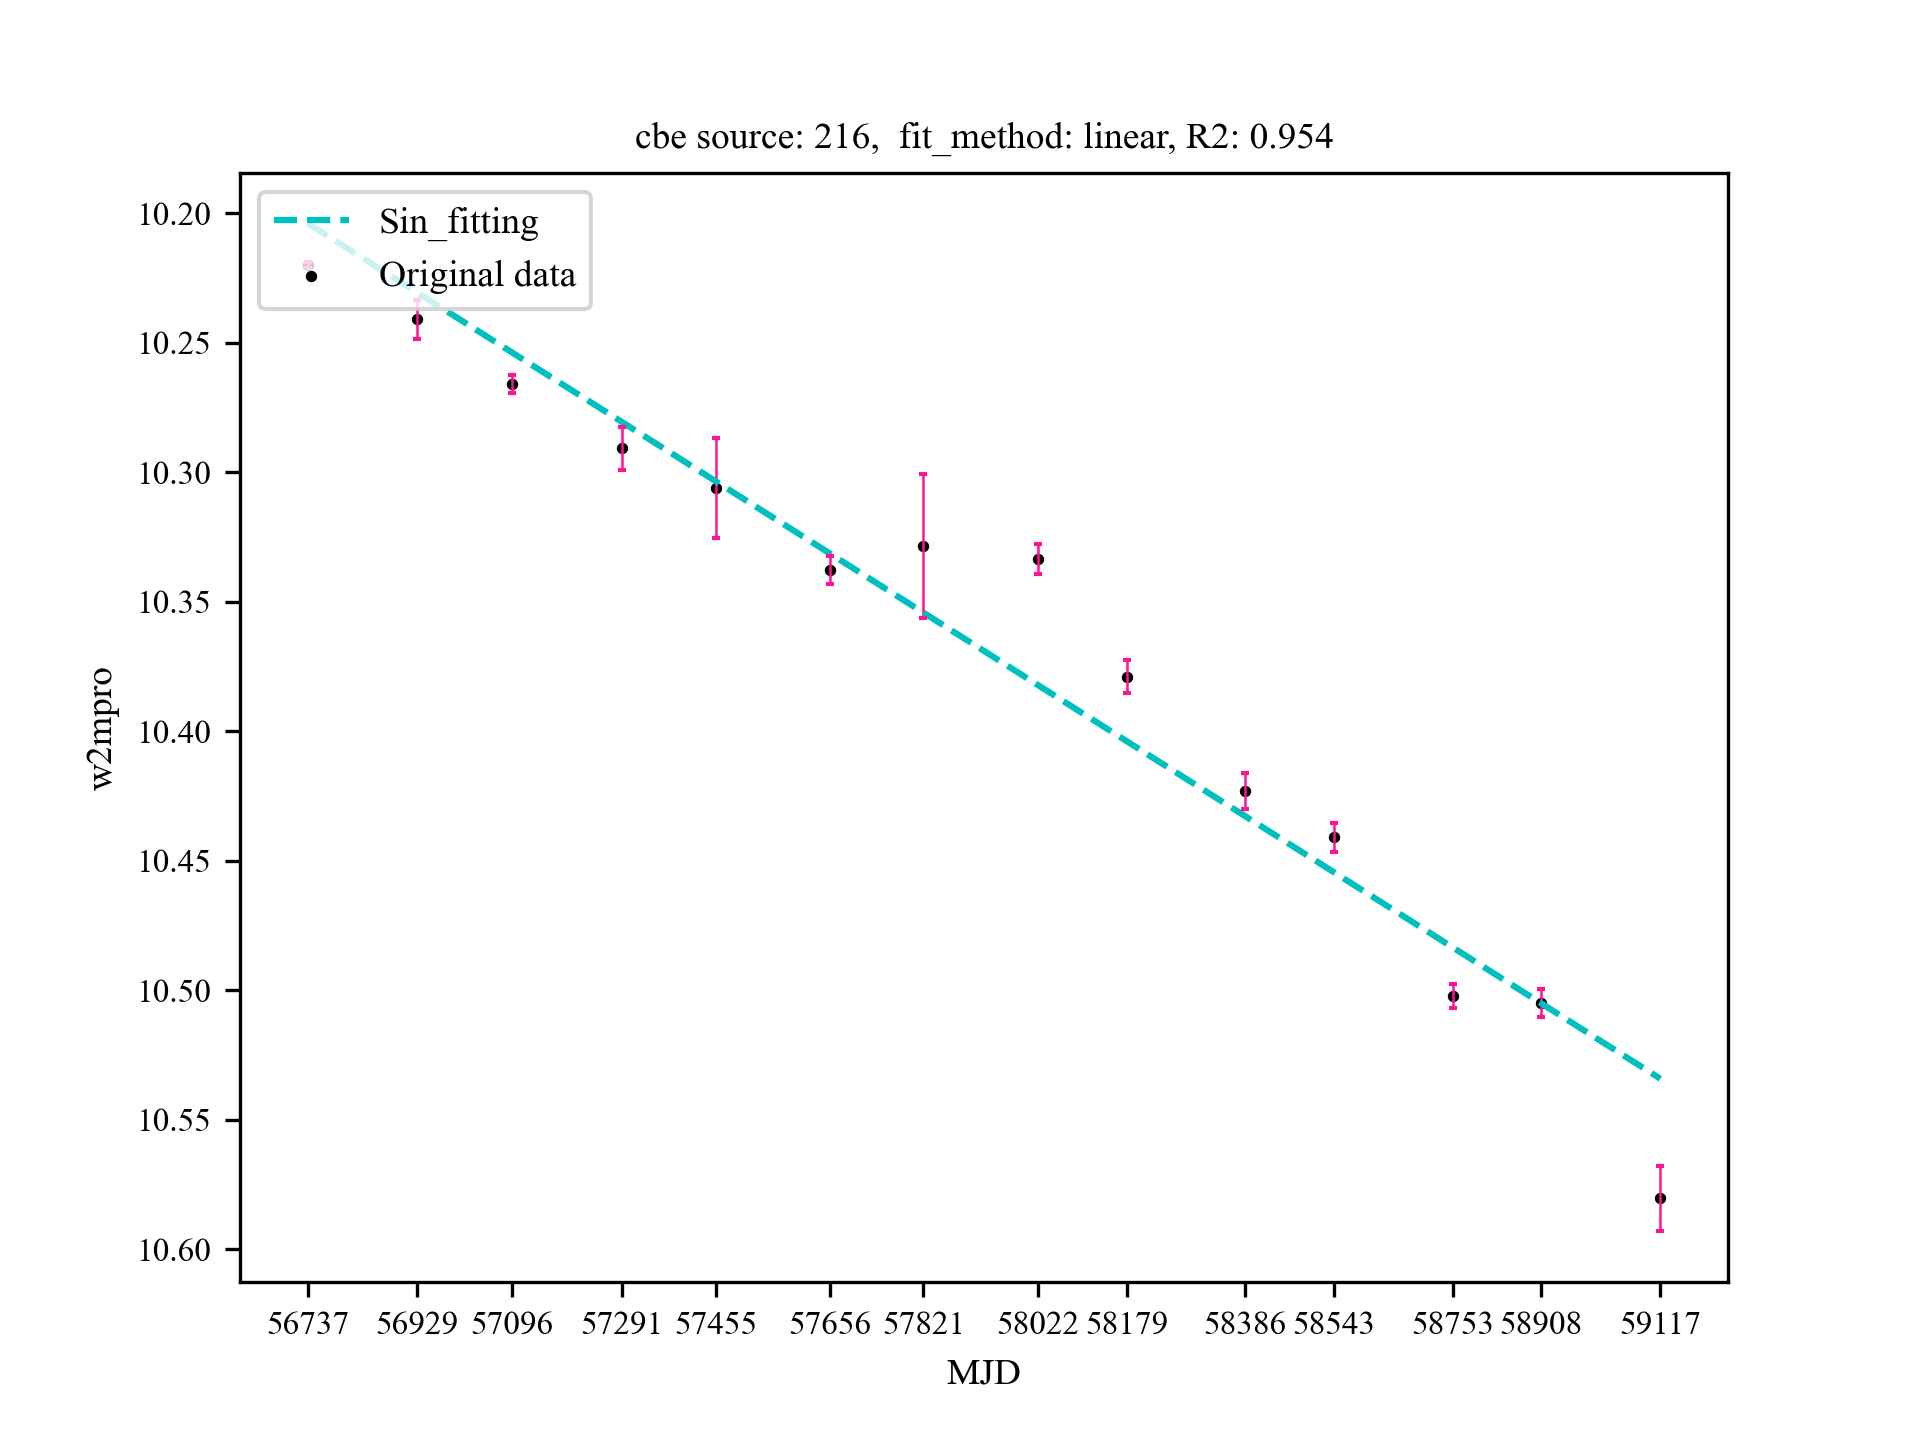 cbe source: 216,  fit_method: linear, R2: 0.954
Sin_fitting
Original data
10.20
10.25
10.30
10.35
10.40
10.45
10.50
10.55
10.60
w2mpro
56737 56929 57096 57291 57455 57656 57821 58022 58179 58386 58543 58753 58908 59117
MJD